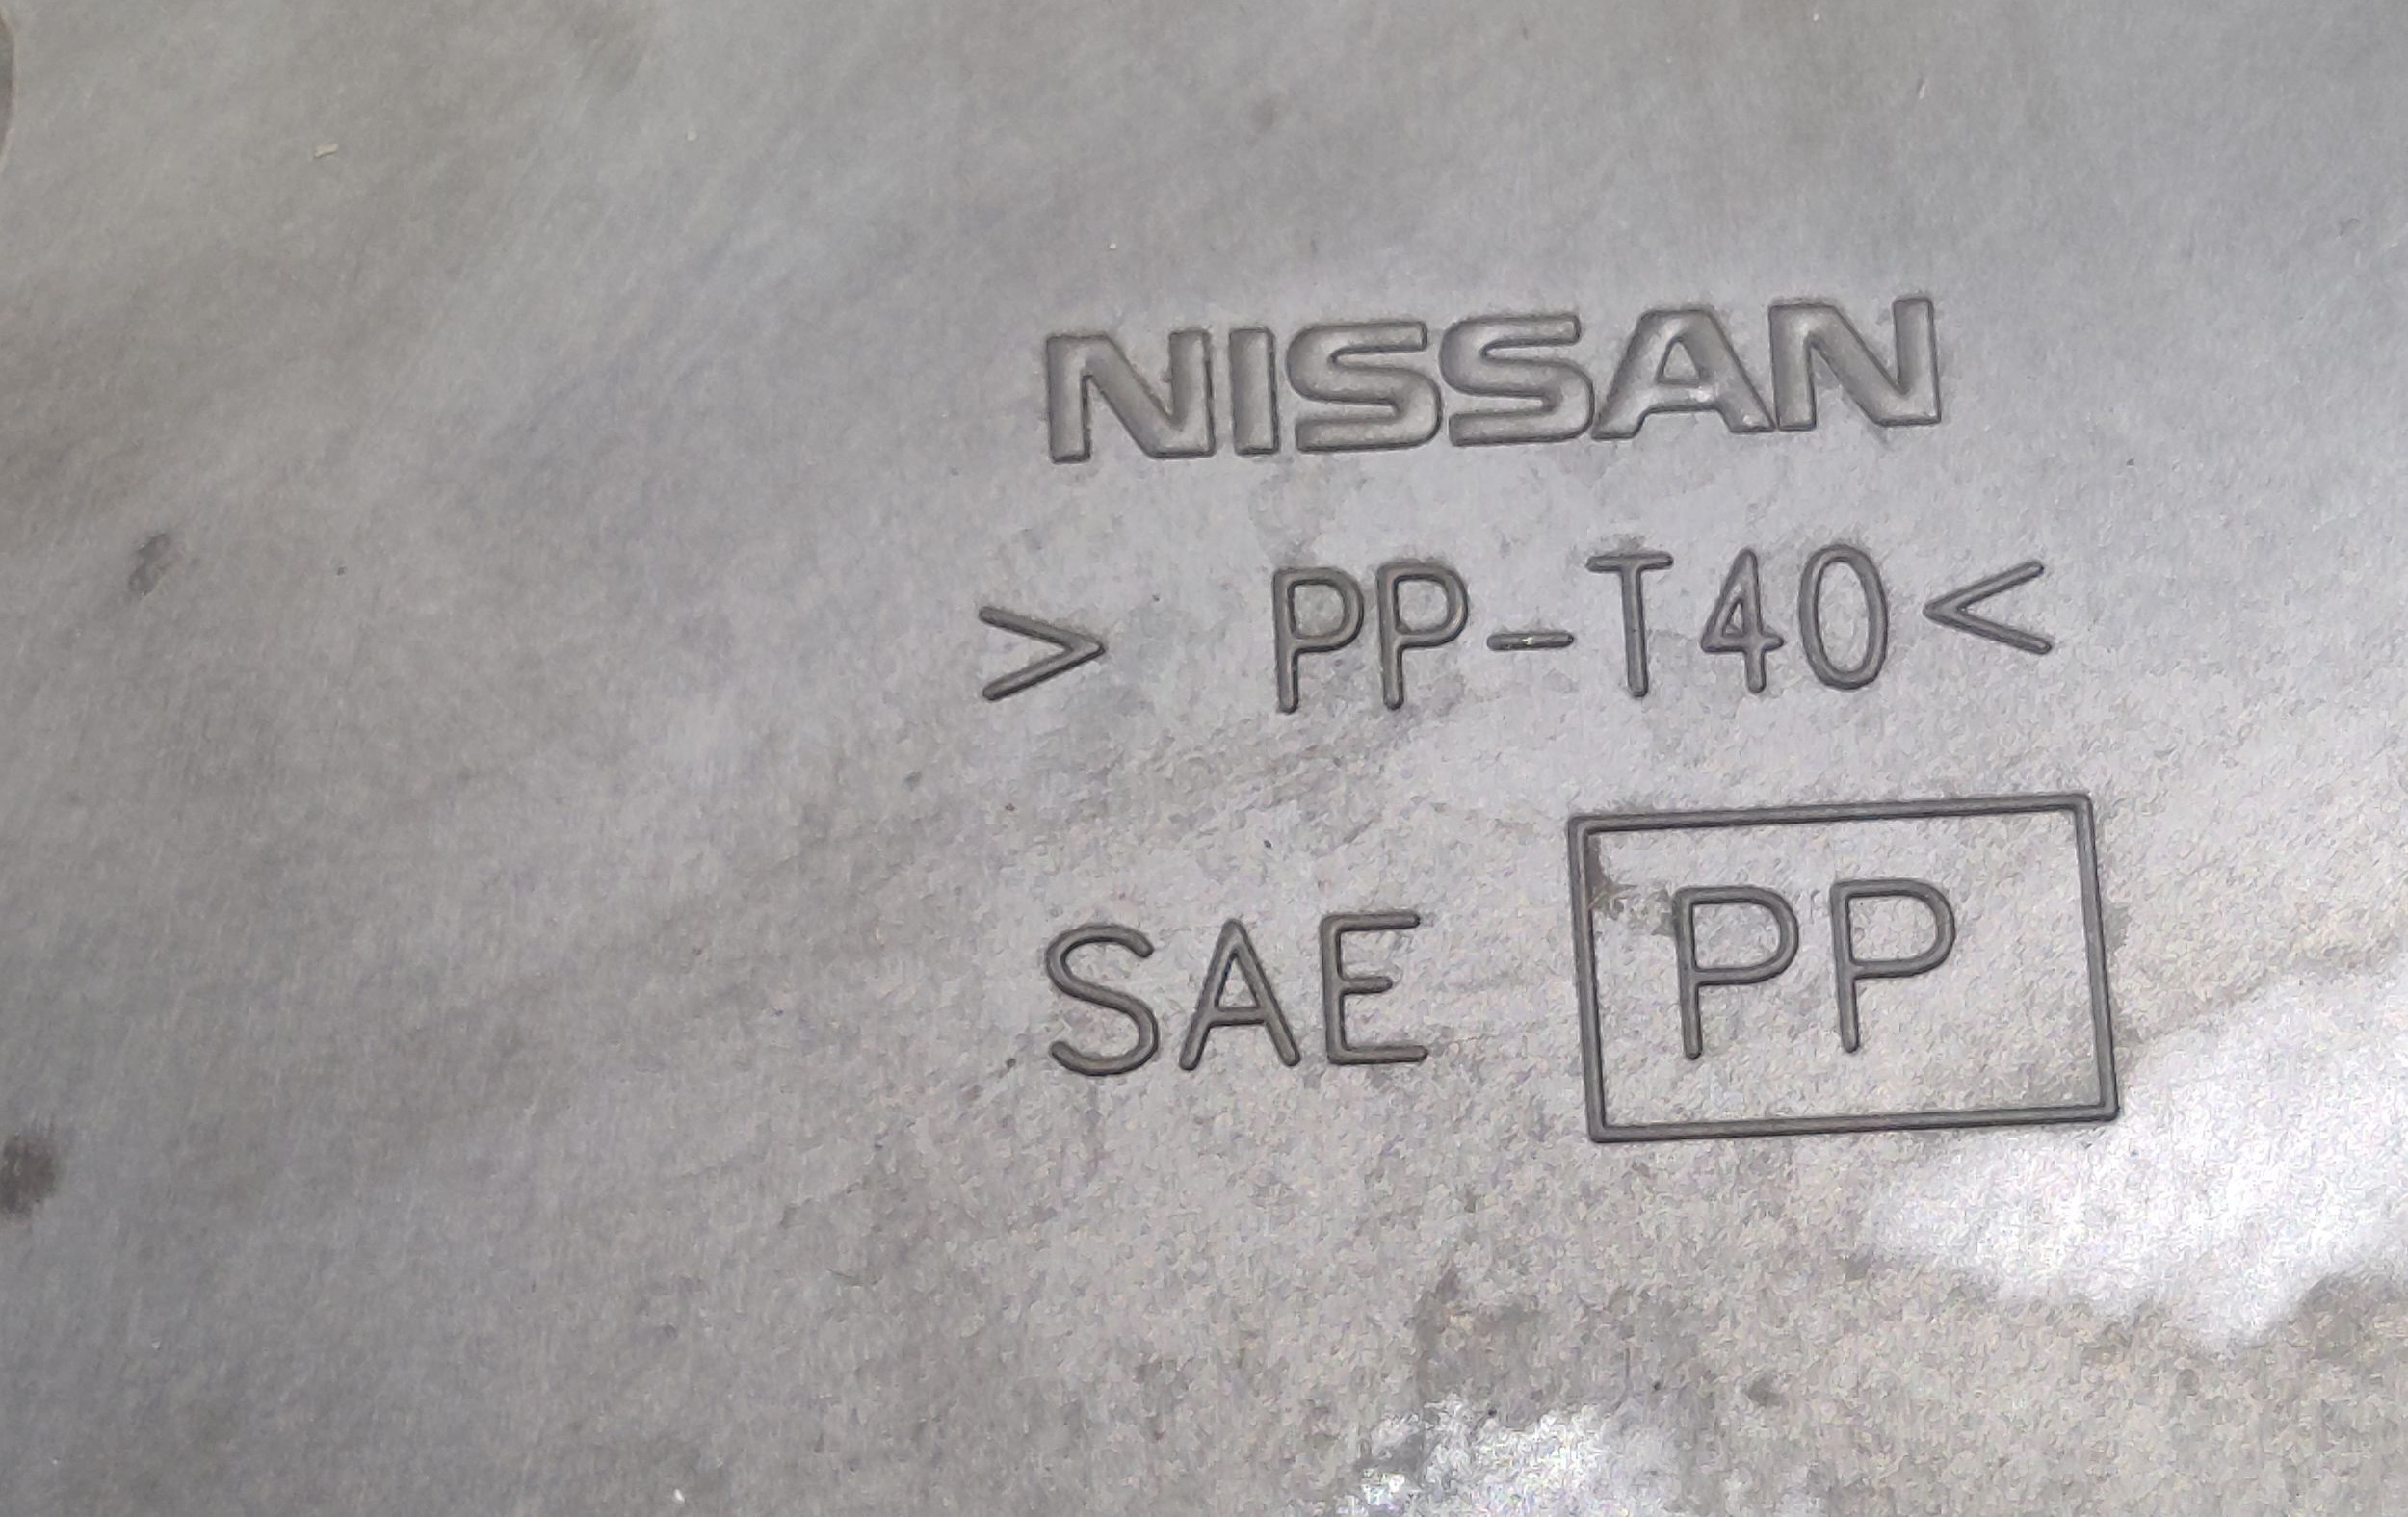 NISSAN
> PP-T40<
SAE PP